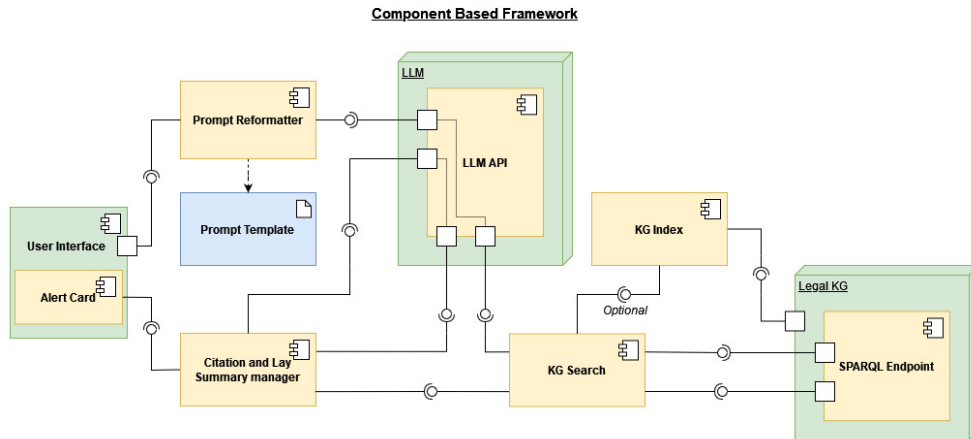 Component Based Framework
LLM
Prompt Reformatter
LLM API
Prompt Template
KG Index
User Interface
Alert Card
Legal KG
Optional
Citation and Lay
Summary manager
KG Search
SPARQL Endpoint